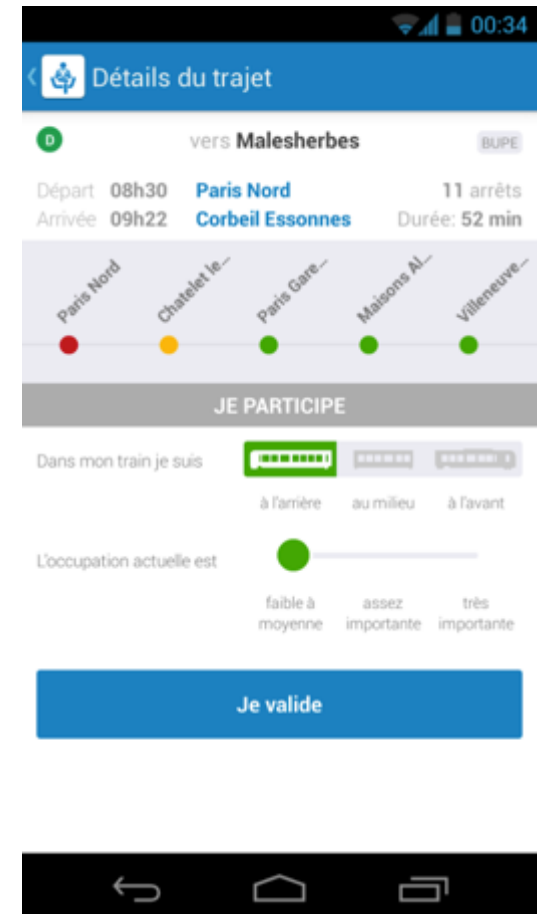 00:34
Détails du trajet
D vers Malesherbes BUPE
Départ 08h30 Paris Nord 11 arrêts
Arrivée 09h22 Corbeil Essonnes Durée: 52 min
Paris Nord
Chatelet le...
Paris Gare...
Maisons Al...
Villeneuve...
JE PARTICIPE
Dans mon train je suis
à l'arrière au milieu à l'avant
L'occupation actuelle est
faible à assez très
moyenne importante importante
Je valide